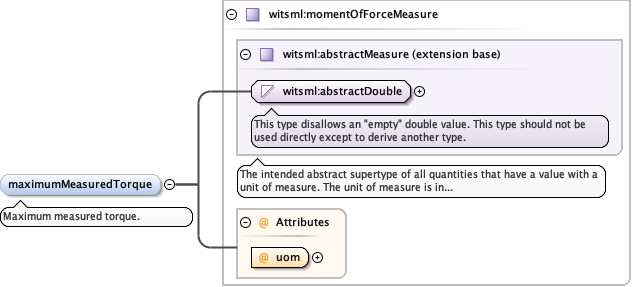 witsml:momentOfForceMeasure
witsml:abstractMeasure (extension base)
witsml:abstractDouble
This type disallows an "empty" double value. This type should not be
used directly except to derive another type.
The intended abstract supertype of all quantities that have a value with a
unit of measure. The unit of measure is in...
maximumMeasuredTorque
Maximum measured torque.
@ Attributes
@ uom